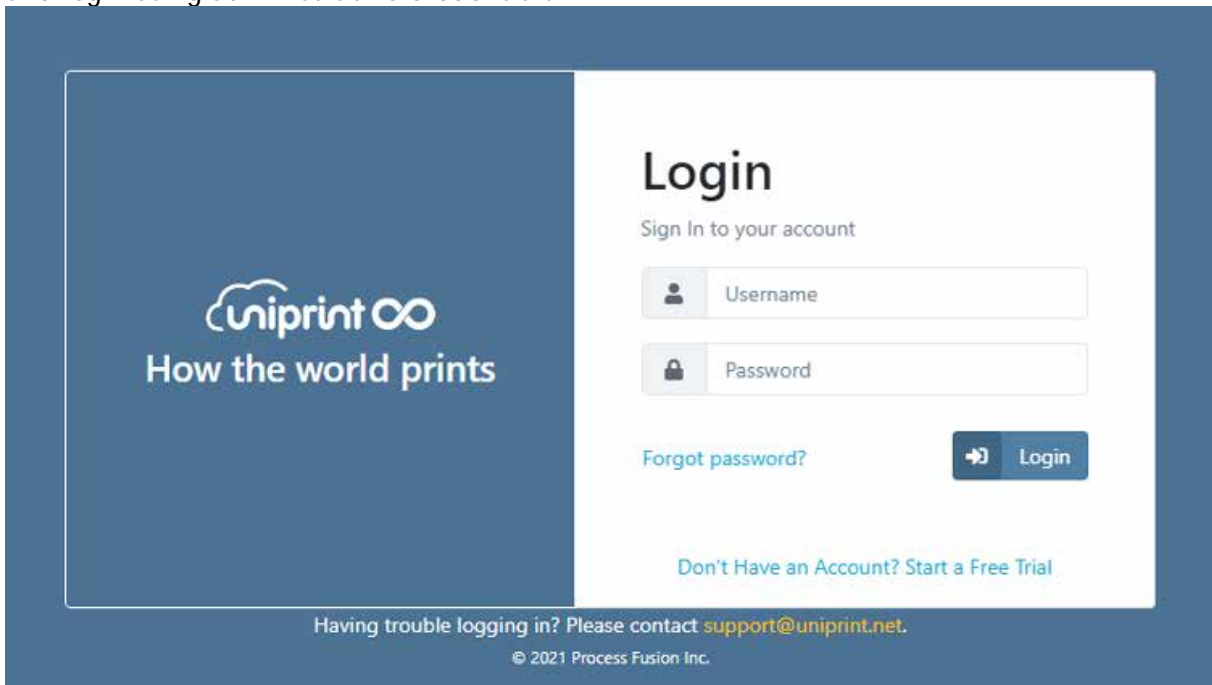 uniprint
How the world prints
Login
Sign In to your account
Username
Password
Forgot password?
Login
Don't Have an Account? Start a Free Trial
Having trouble logging in? Please contact support@uniprint.net.
© 2021 Process Fusion Inc.